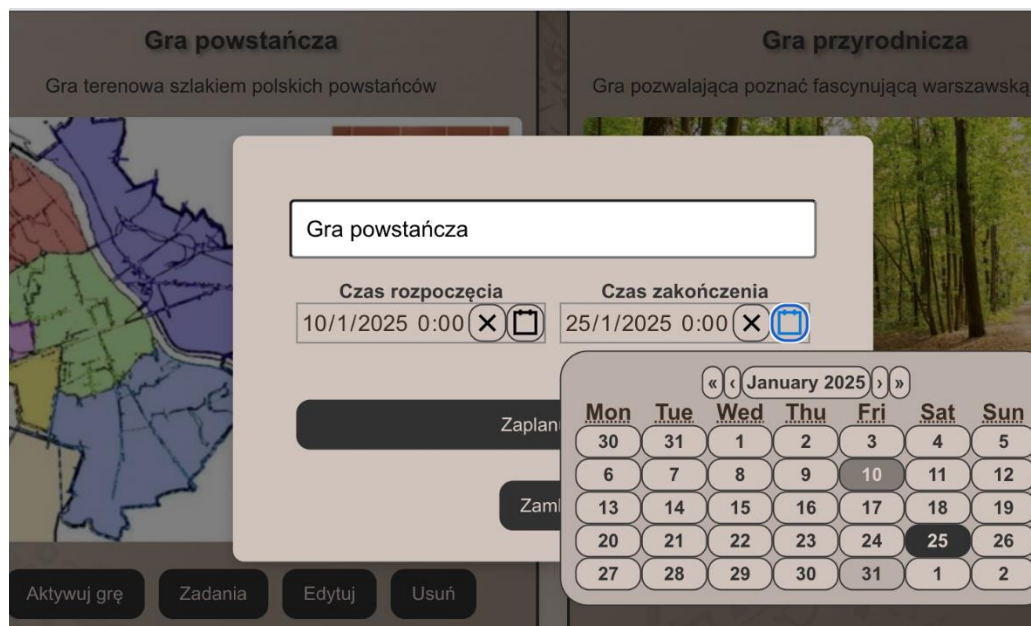 Gra powstańcza
Gra przyrodnicza
Gra terenowa szlakiem polskich powstańców
Gra pozwalająca poznać fascynującą warszawską
Gra powstańcza
Czas rozpoczęcia
Czas zakończenia
10/1/2025 0:00
25/1/2025 0:00
« ‹ January 2025 › »
Mon Tue Wed Thu Fri Sat Sun
30 31 1 2 3 4 5
6 7 8 9 10 11 12
13 14 15 16 17 18 19
20 21 22 23 24 25 26
27 28 29 30 31 1 2
Aktywuj grę Zadania Edytuj Usuń